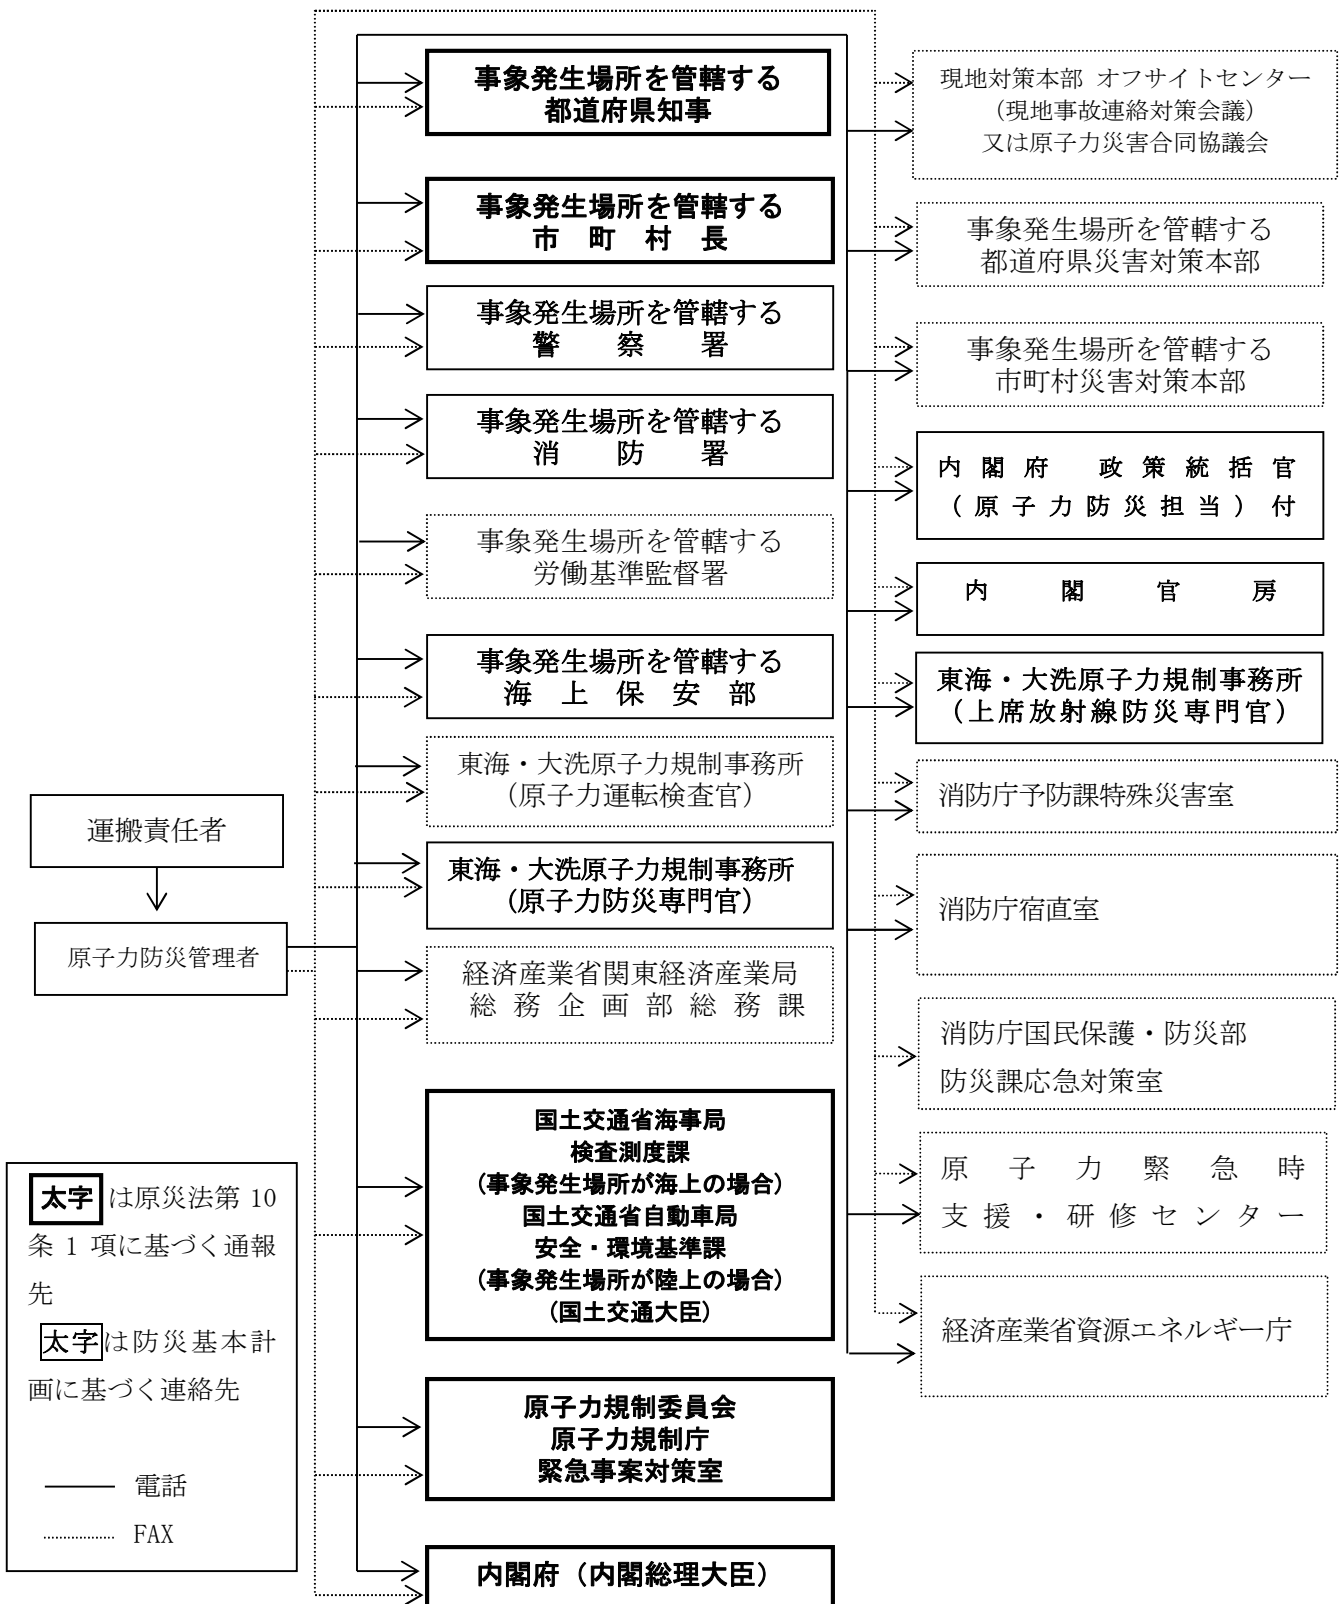 事象発生場所を管轄する
都道府県知事
事象発生場所を管轄する
市 町 村 長
事象発生場所を管轄する
警 察 署
事象発生場所を管轄する
消 防 署
事象発生場所を管轄する
労働基準監督署
事象発生場所を管轄する
海 上 保 安 部
東海・大洗原子力規制事務所
（原子力運転検査官）
東海・大洗原子力規制事務所
（原子力防災専門官）
経済産業省関東経済産業局
総 務 企 画 部 総 務 課
国土交通省海事局
検査測度課
（事象発生場所が海上の場合）
国土交通省自動車局
安全・環境基準課
（事象発生場所が陸上の場合）
（国土交通大臣）
原子力規制委員会
原子力規制庁
緊急事案対策室
内閣府（内閣総理大臣）
現地対策本部 オフサイトセンター
（現地事故連絡対策会議）
又は原子力災害合同協議会
事象発生場所を管轄する
都道府県災害対策本部
事象発生場所を管轄する
市町村災害対策本部
内 閣 府 政 策 統 括 官
（ 原 子 力 防 災 担 当 ） 付
内 閣 官 房
東海・大洗原子力規制事務所
（上席放射線防災専門官）
消防庁予防課特殊災害室
消防庁宿直室
消防庁国民保護・防災部
防災課応急対策室
原 子 力 緊 急 時
支 援 ・ 研 修 セ ン タ ー
経済産業省資源エネルギー庁
運搬責任者
原子力防災管理者
太字 は原災法第 10
条 1 項に基づく通報
先
太字は防災基本計
画に基づく連絡先
電話
FAX